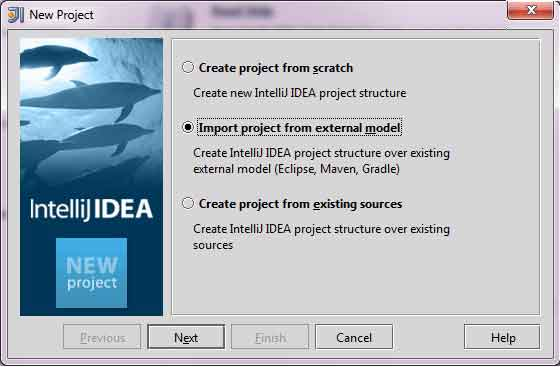 New Project
Create project from scratch
Create new IntelliJ IDEA project structure
Import project from external model
Create IntelliJ IDEA project structure over existing
external model (Eclipse, Maven, Gradle)
Create project from existing sources
Create IntelliJ IDEA project structure over existing
sources
IntelliJ IDEA
NEW
project
Previous Next Finish Cancel Help